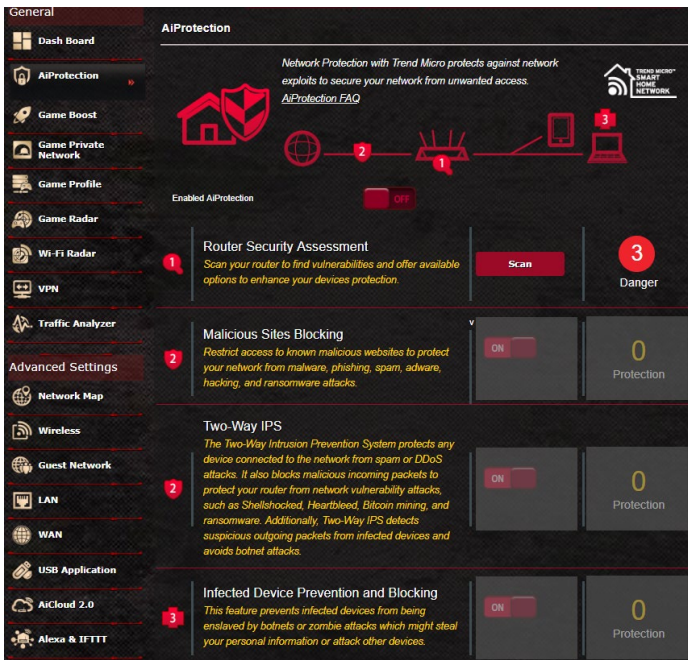 General
Dash Board
AiProtection
Game Boost
Game Private
Network
Game Profile
Game Radar
Wi-Fi Radar
VPN
Traffic Analyzer
Advanced Settings
Network Map
Wireless
Guest Network
LAN
WAN
USB Application
AiCloud 2.0
Alexa & IFTTT
AiProtection
Network Protection with Trend Micro protects against network
exploits to secure your network from unwanted access.
AiProtection FAQ
TREND MICRO™
SMART
HOME
NETWORK
2
1
3
Enabled AiProtection
OFF
1
Router Security Assessment
Scan your router to find vulnerabilities and offer available
options to enhance your devices protection.
Scan
3
Danger
2
Malicious Sites Blocking
Restrict access to known malicious websites to protect
your network from malware, phishing, spam, adware,
hacking, and ransomware attacks.
v
ON
0
Protection
2
Two-Way IPS
The Two-Way Intrusion Prevention System protects any
device connected to the network from spam or DDoS
attacks. It also blocks malicious incoming packets to
protect your router from network vulnerability attacks,
such as Shellshocked, Heartbleed, Bitcoin mining, and
ransomware. Additionally, Two-Way IPS detects
suspicious outgoing packets from infected devices and
avoids botnet attacks.
ON
0
Protection
3
Infected Device Prevention and Blocking
This feature prevents infected devices from being
enslaved by botnets or zombie attacks which might steal
your personal information or attack other devices.
ON
0
Protection